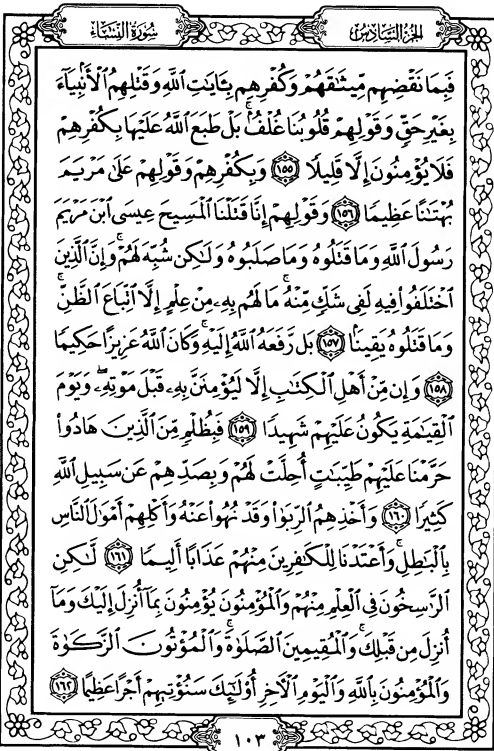 الجزء السادس
سورة النساء
فَبِمَا نَقْضِهِم مِّيثَٰقَهُمْ وَكُفْرِهِم بِـَٔايَٰتِ ٱللَّهِ وَقَتْلِهِمُ ٱلْأَنۢبِيَآءَ
بِغَيْرِ حَقٍّ وَقَوْلِهِمْ قُلُوبُنَا غُلْفٌۢ ۚ بَلْ طَبَعَ ٱللَّهُ عَلَيْهَا بِكُفْرِهِمْ
فَلَا يُؤْمِنُونَ إِلَّا قَلِيلًا ١٥٥ وَبِكُفْرِهِمْ وَقَوْلِهِمْ عَلَىٰ مَرْيَمَ
بُهْتَٰنًا عَظِيمًا ١٥٦ وَقَوْلِهِمْ إِنَّا قَتَلْنَا ٱلْمَسِيحَ عِيسَى ٱبْنَ مَرْيَمَ
رَسُولَ ٱللَّهِ وَمَا قَتَلُوهُ وَمَا صَلَبُوهُ وَلَٰكِن شُبِّهَ لَهُمْ ۚ وَإِنَّ ٱلَّذِينَ
ٱخْتَلَفُوا۟ فِيهِ لَفِى شَكٍّ مِّنْهُ ۚ مَا لَهُم بِهِۦ مِنْ عِلْمٍ إِلَّا ٱتِّبَاعَ ٱلظَّنِّ ۚ
وَمَا قَتَلُوهُ يَقِينًۢا ١٥٧ بَل رَّفَعَهُ ٱللَّهُ إِلَيْهِ ۚ وَكَانَ ٱللَّهُ عَزِيزًا حَكِيمًا
١٥٨ وَإِن مِّنْ أَهْلِ ٱلْكِتَٰبِ إِلَّا لَيُؤْمِنَنَّ بِهِۦ قَبْلَ مَوْتِهِۦ ۖ وَيَوْمَ
ٱلْقِيَٰمَةِ يَكُونُ عَلَيْهِمْ شَهِيدًا ١٥٩ فَبِظُلْمٍ مِّنَ ٱلَّذِينَ هَادُوا۟
حَرَّمْنَا عَلَيْهِمْ طَيِّبَٰتٍ أُحِلَّتْ لَهُمْ وَبِصَدِّهِمْ عَن سَبِيلِ ٱللَّهِ
كَثِيرًا ١٦٠ وَأَخْذِهِمُ ٱلرِّبَوٰا۟ وَقَدْ نُهُوا۟ عَنْهُ وَأَكْلِهِمْ أَمْوَٰلَ ٱلنَّاسِ
بِٱلْبَٰطِلِ ۚ وَأَعْتَدْنَا لِلْكَٰفِرِينَ مِنْهُمْ عَذَابًا أَلِيمًا ١٦١ لَّٰكِنِ
ٱلرَّٰسِخُونَ فِى ٱلْعِلْمِ مِنْهُمْ وَٱلْمُؤْمِنُونَ يُؤْمِنُونَ بِمَآ أُنزِلَ إِلَيْكَ وَمَآ
أُنزِلَ مِن قَبْلِكَ ۚ وَٱلْمُقِيمِينَ ٱلصَّلَوٰةَ ۚ وَٱلْمُؤْتُونَ ٱلزَّكَوٰةَ
وَٱلْمُؤْمِنُونَ بِٱللَّهِ وَٱلْيَوْمِ ٱلْءَاخِرِ أُو۟لَٰٓئِكَ سَنُؤْتِيهِمْ أَجْرًا عَظِيمًا ١٦٢
١٠٣